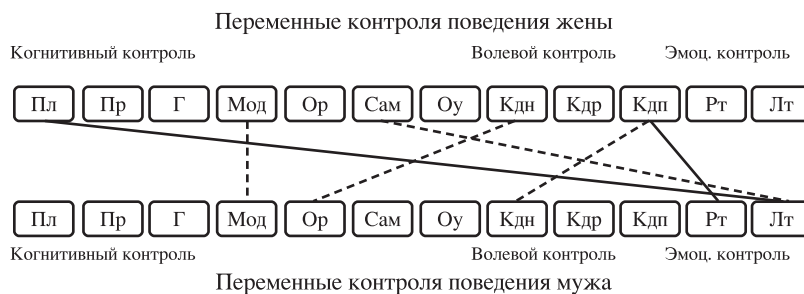 Переменные контроля поведения жены
Когнитивный контроль Волевой контроль Эмоц. контроль
Пл Пр Г Мод Ор Сам Оу Кдн Кдр Кдп Рт Лт
Пл Пр Г Мод Ор Сам Оу Кдн Кдр Кдп Рт Лт
Когнитивный контроль Волевой контроль Эмоц. контроль
Переменные контроля поведения мужа